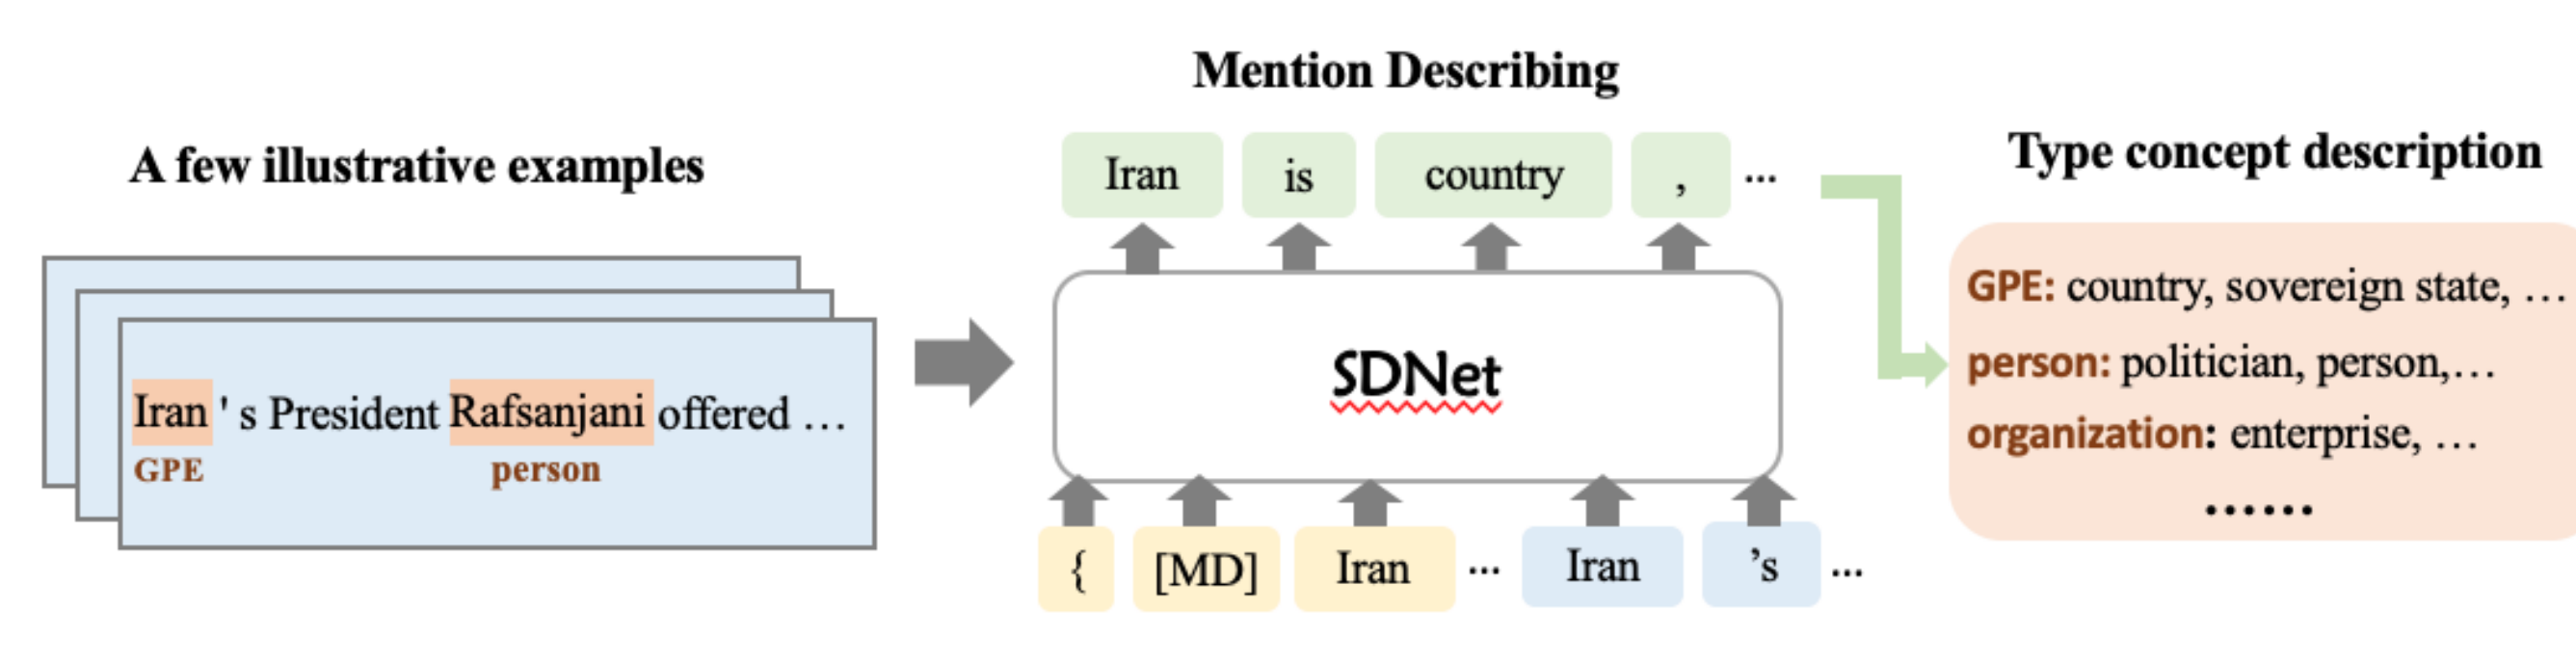 A few illustrative examples
Iran ' s President Rafsanjani offered …
GPE person
Mention Describing
Iran is country , ...
SDNet
{ [MD] Iran ... Iran ’s ...
Type concept description
GPE: country, sovereign state, …
person: politician, person,…
organization: enterprise, …
……